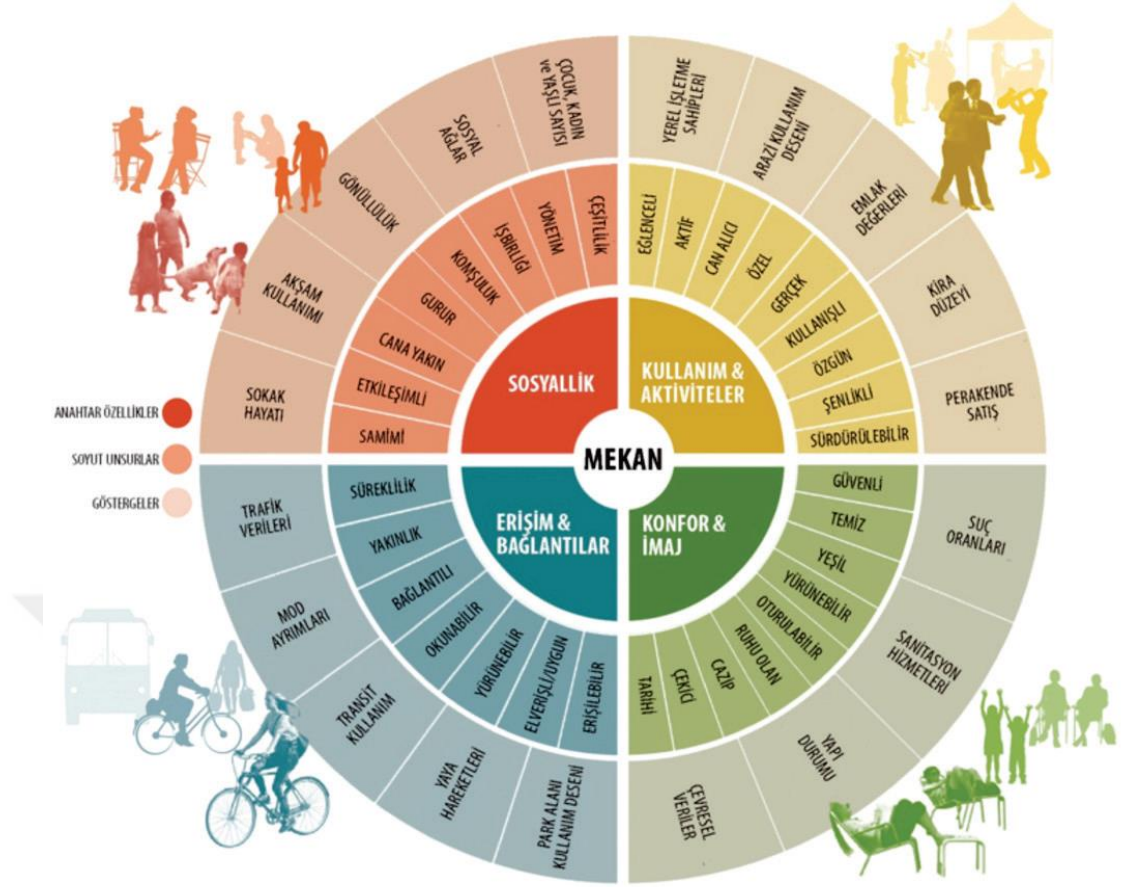 ÇOCUK, KADIN
ve YAŞLI SAYISI
SOSYAL
AĞLAR
GÖNÜLLÜLÜK
AKŞAM
KULLANIMI
SOKAK
HAYATI
ÇEŞİTLİLİK
YÖNETİM
İŞBİRLİĞİ
KOMŞULUK
GURUR
CANA YAKIN
ETKİLEŞİMLİ
SAMİMİ
SOSYALLİK
YEREL İŞLETME
SAHİPLERİ
ARAZİ KULLANIM
DESENİ
EMLAK
DEĞERLERİ
KİRA
DÜZEYİ
PERAKENDE
SATIŞ
EĞLENCELİ
AKTİF
CAN ALICI
ÖZEL
GERÇEK
KULLANIŞLI
ÖZGÜN
ŞENLİKLİ
SÜRDÜRÜLEBİLİR
KULLANIM &
AKTİVİTELER
MEKAN
ANAHTAR ÖZELLİKLER
SOYUT UNSURLAR
GÖSTERGELER
ERİŞİM &
BAĞLANTILAR
SÜREKLİLİK
YAKINLIK
BAĞLANTILI
OKUNABİLİR
YÜRÜNEBİLİR
ELVERİŞLİ/UYGUN
ERİŞİLEBİLİR
TRAFİK
VERİLERİ
MOD
AYRIMLARI
TRANSİT
KULLANIM
YAYA
HAREKETLERİ
PARK ALANI
KULLANIM DESENİ
KONFOR &
İMAJ
GÜVENLİ
TEMİZ
YEŞİL
YÜRÜNEBİLİR
OTURULABİLİR
RUHU OLAN
CAZİP
ÇEKİCİ
TARİHİ
SUÇ
ORANLARI
SANİTASYON
HİZMETLERİ
YAPI
DURUMU
ÇEVRESEL
VERİLER